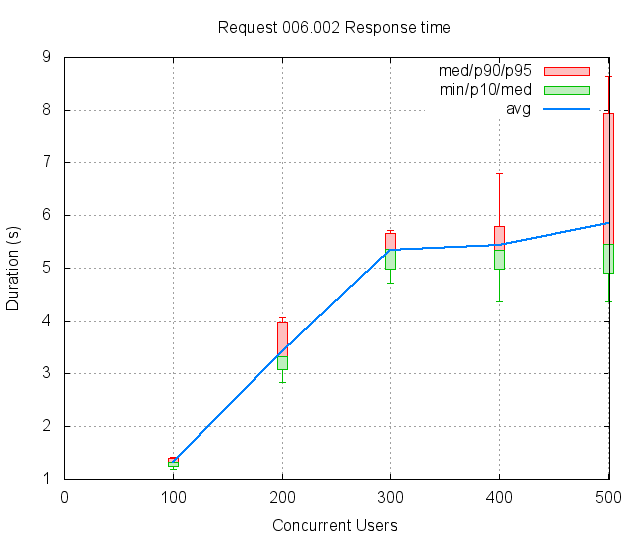 Request 006.002 Response time
med/p90/p95
min/p10/med
avg
9
8
7
6
5
4
3
2
1
Duration (s)
0 100 200 300 400 500
Concurrent Users